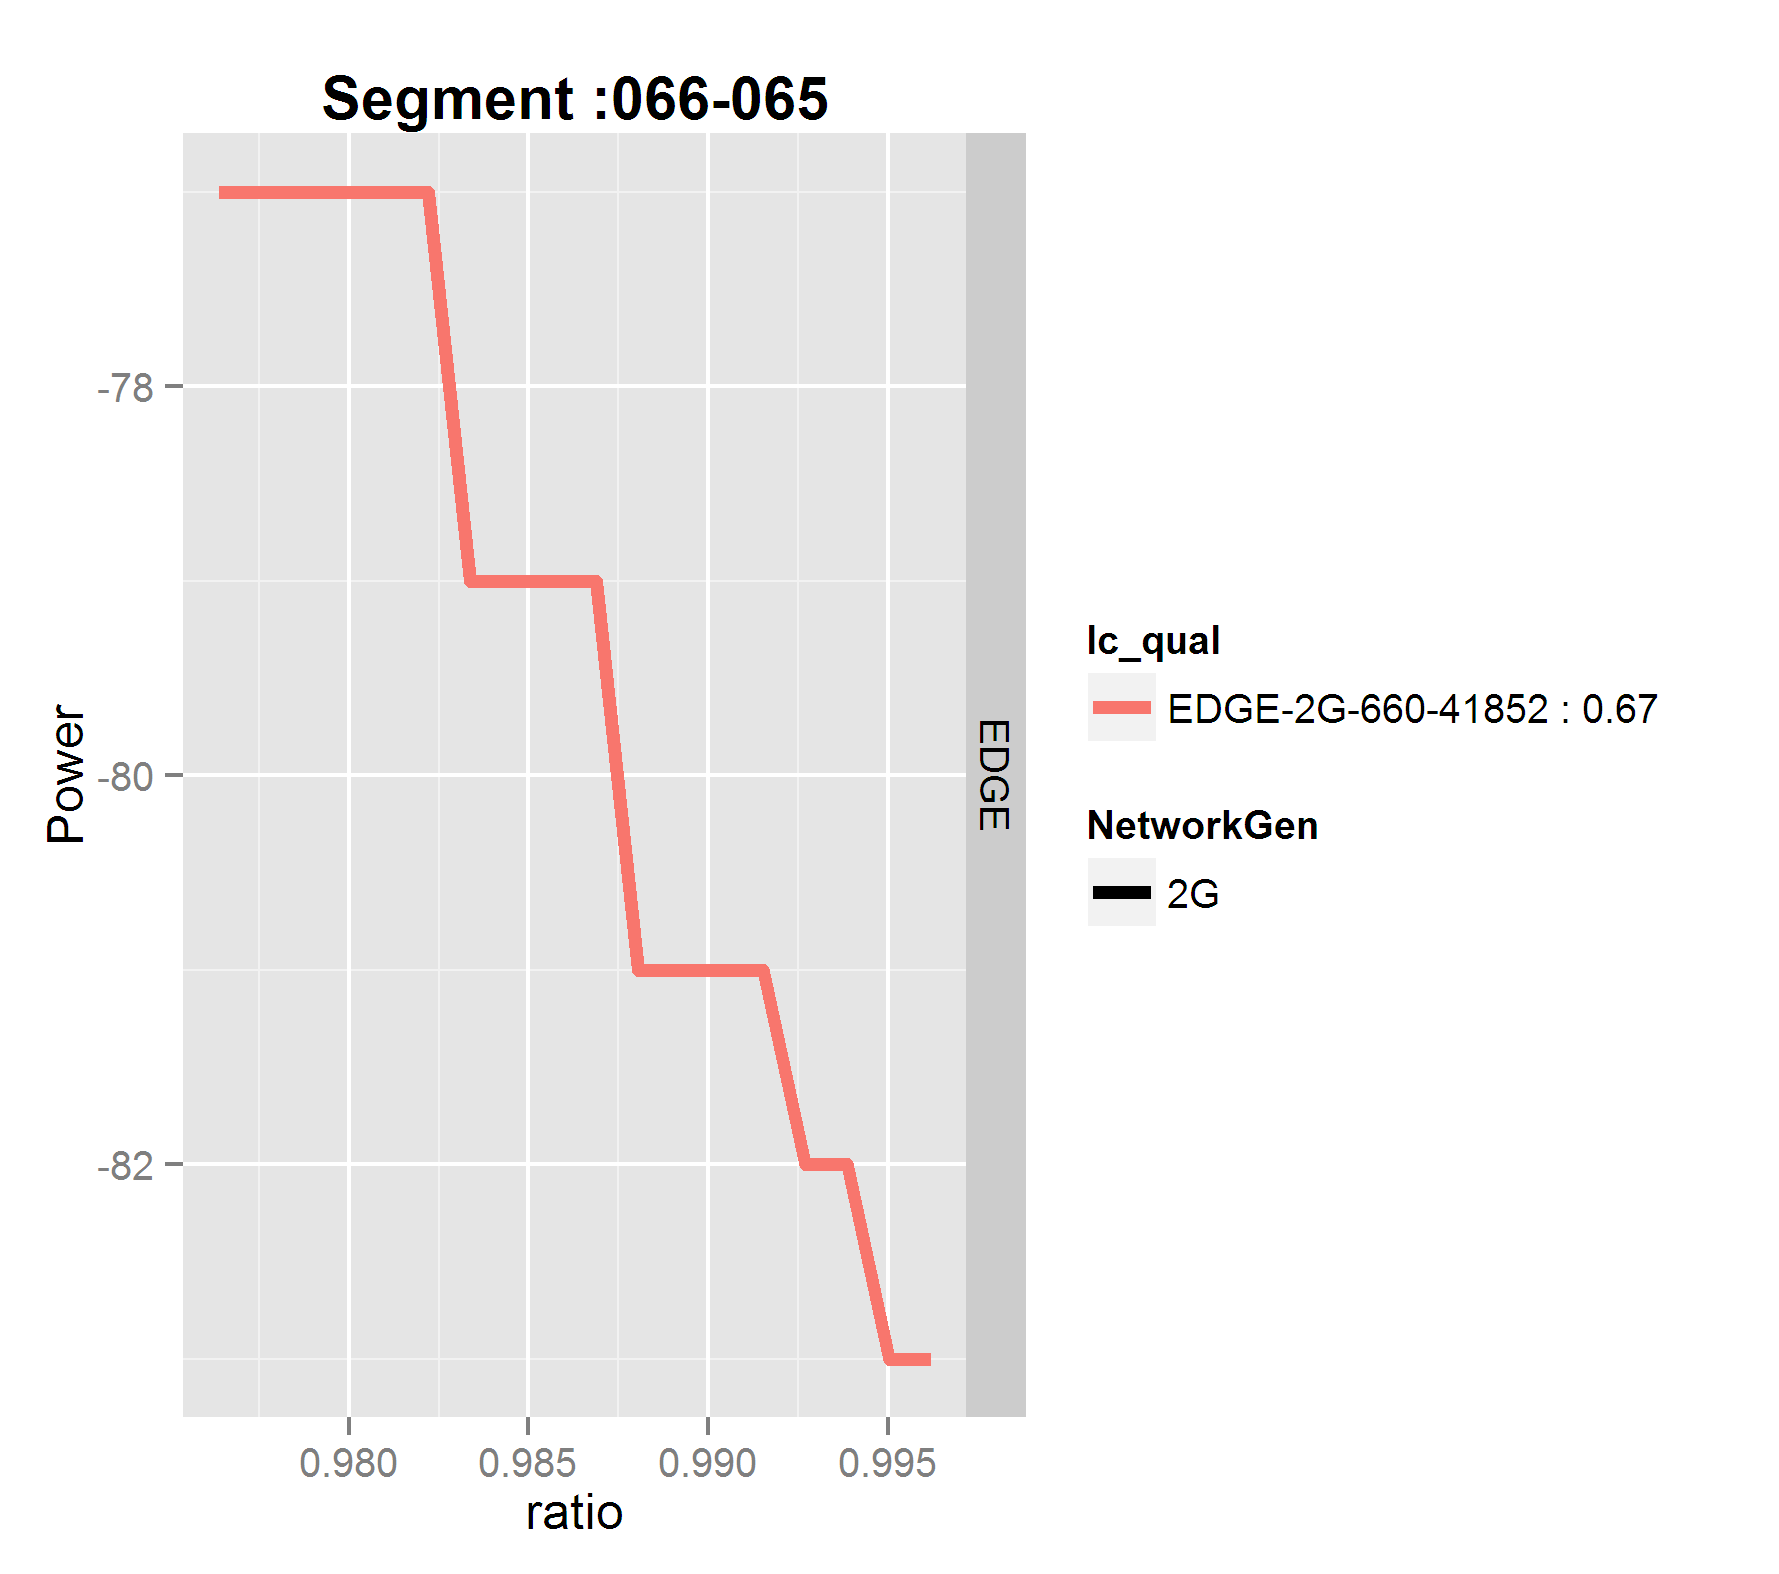 Segment :066-065
Power
-78
-80
-82
EDGE
0.980 0.985 0.990 0.995
ratio
lc_qual
EDGE-2G-660-41852 : 0.67
NetworkGen
2G